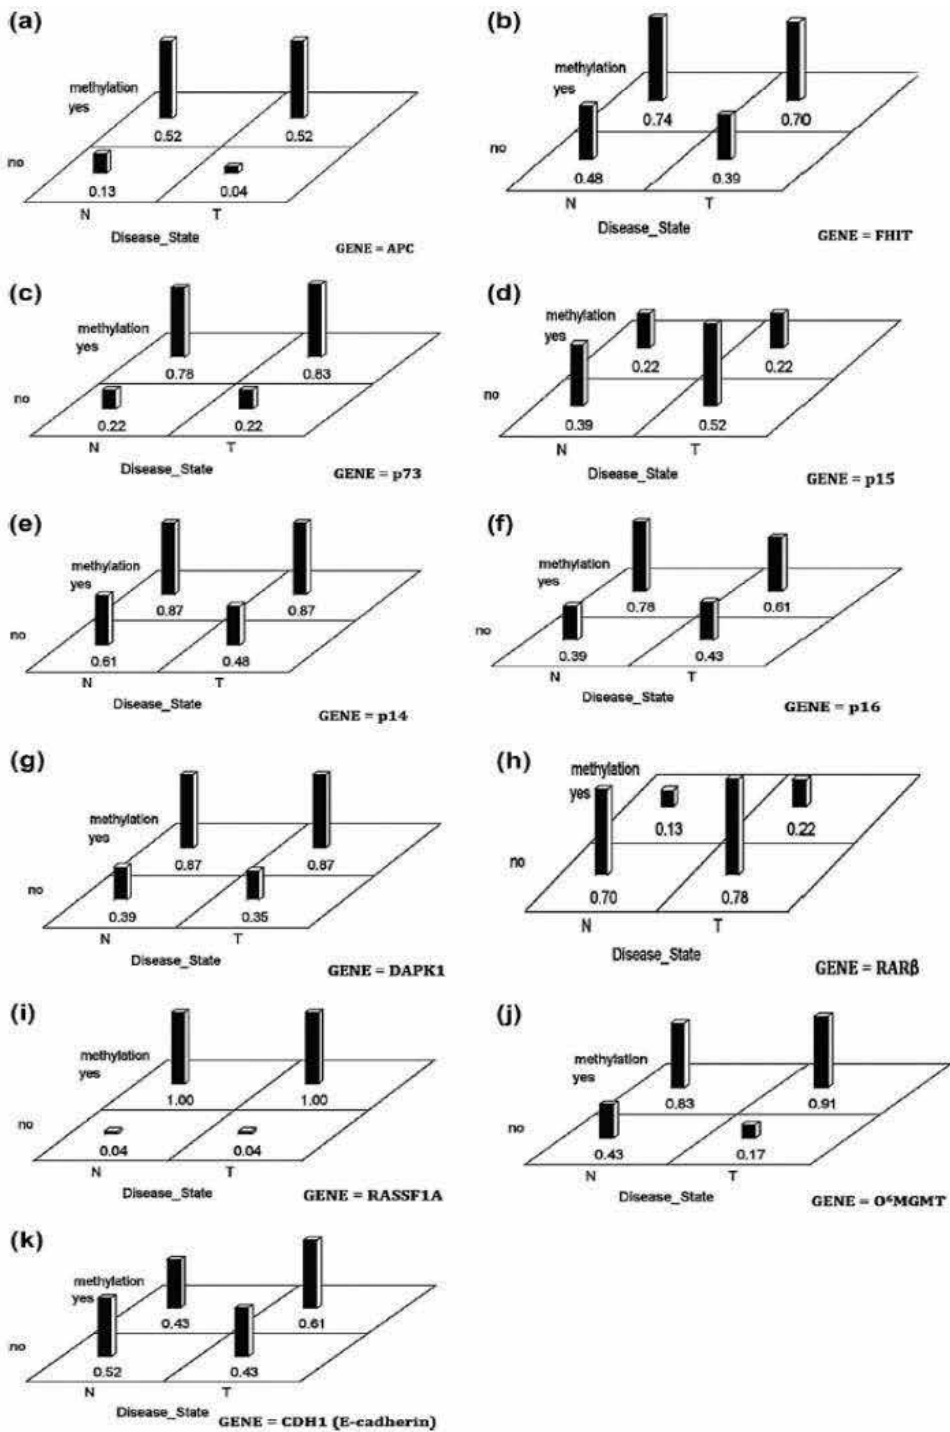 (a)
methylation
yes
0.52 0.52
no
0.13 0.04
N T
Disease_State
GENE = APC
(b)
methylation
yes
0.74 0.70
no
0.48 0.39
N T
Disease_State
GENE = FHIT
(c)
methylation
yes
0.78 0.83
no
0.22 0.22
N T
Disease_State
GENE = p73
(d)
methylation
yes
0.22 0.22
no
0.39 0.52
N T
Disease_State
GENE = p15
(e)
methylation
yes
0.87 0.87
no
0.61 0.48
N T
Disease_State
GENE = p14
(f)
methylation
yes
0.78 0.61
no
0.39 0.43
N T
Disease_State
GENE = p16
(g)
methylation
yes
0.87 0.87
no
0.39 0.35
N T
Disease_State
GENE = DAPK1
(h)
methylation
yes
0.13 0.22
no
0.70 0.78
N T
Disease_State
GENE = RARβ
(i)
methylation
yes
1.00 1.00
no
0.04 0.04
N T
Disease_State
GENE = RASSF1A
(j)
methylation
yes
0.83 0.91
no
0.43 0.17
N T
Disease_State
GENE = O⁶MGMT
(k)
methylation
yes
0.43 0.61
no
0.52 0.43
N T
Disease_State
GENE = CDH1 (E-cadherin)